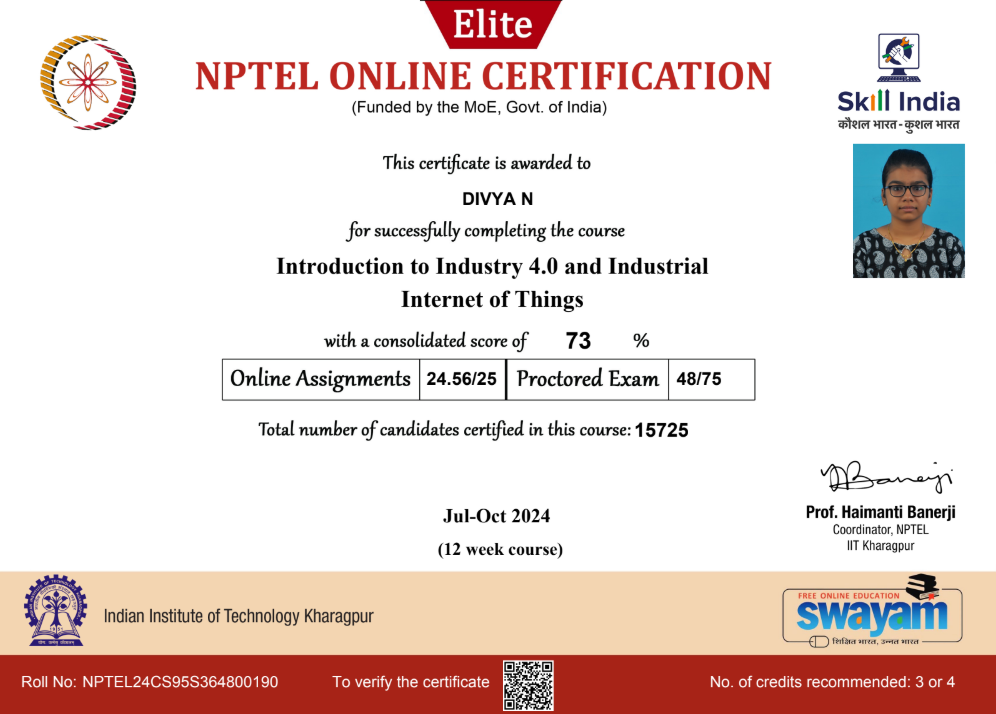 Elite
NPTEL ONLINE CERTIFICATION
(Funded by the MoE, Govt. of India)
Skill India
कौशल भारत - कुशल भारत
This certificate is awarded to
DIVYA N
for successfully completing the course
Introduction to Industry 4.0 and Industrial
Internet of Things
with a consolidated score of 73 %
Online Assignments 24.56/25 Proctored Exam 48/75
Total number of candidates certified in this course: 15725
Jul-Oct 2024
(12 week course)
Prof. Haimanti Banerji
Coordinator, NPTEL
IIT Kharagpur
Indian Institute of Technology Kharagpur
FREE ONLINE EDUCATION
swayam
शिक्षित भारत, उन्नत भारत
Roll No: NPTEL24CS95S364800190 To verify the certificate No. of credits recommended: 3 or 4